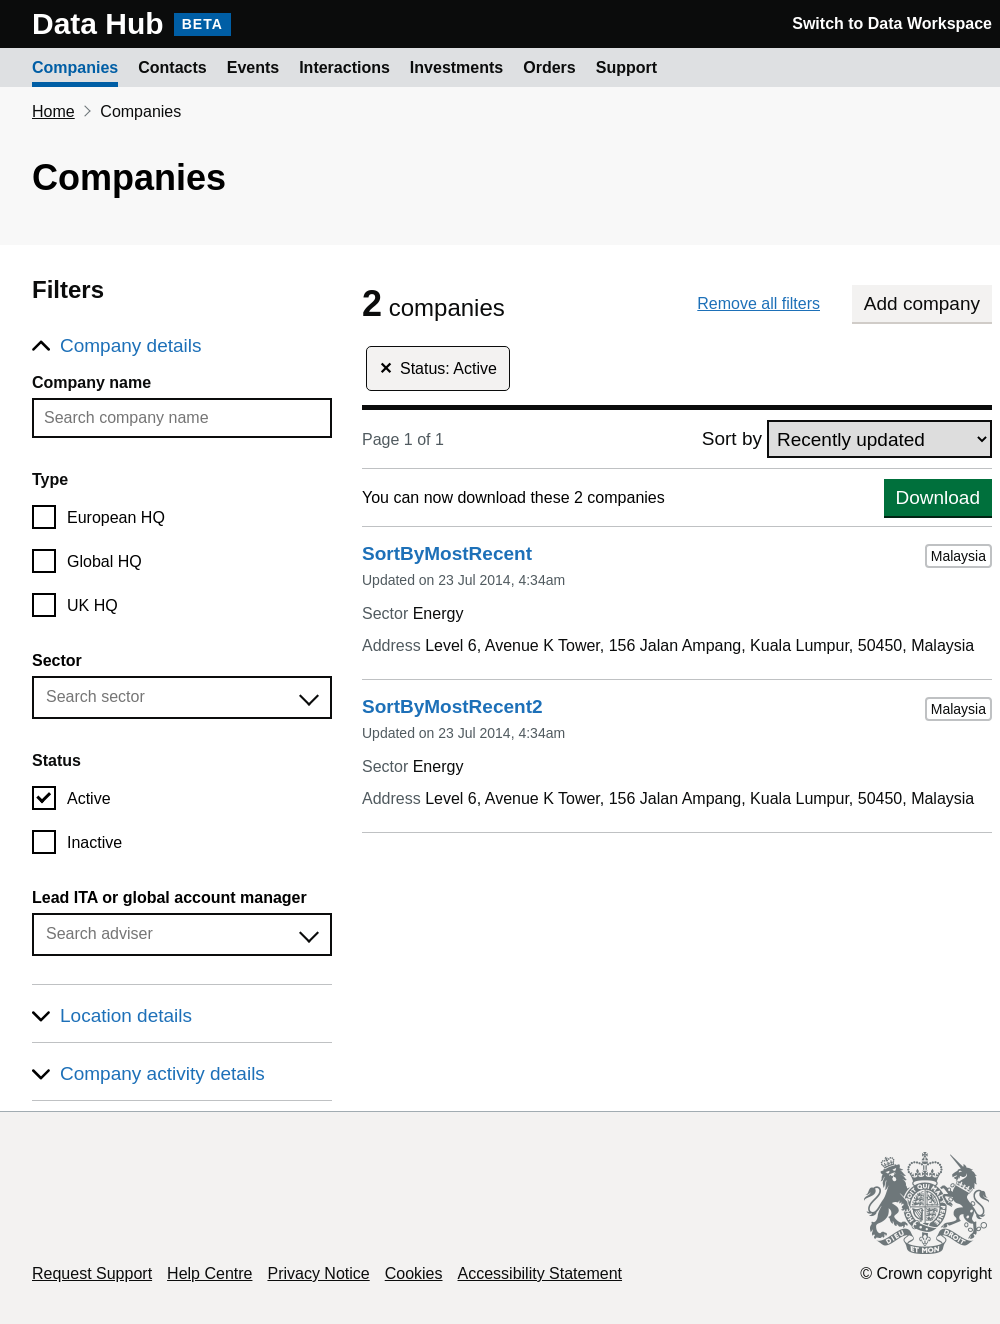 Data Hub BETA
Switch to Data Workspace
Companies Contacts Events Interactions Investments Orders Support
Home Companies
Companies
Filters
Company details
Company name
Search company name
Type
European HQ
Global HQ
UK HQ
Sector
Search sector
Status
Active
Inactive
Lead ITA or global account manager
Search adviser
Location details
Company activity details
2 companies
Remove all filters
Add company
Status: Active
Page 1 of 1
Sort by Recently updated
You can now download these 2 companies
Download
SortByMostRecent
Malaysia
Updated on 23 Jul 2014, 4:34am
Sector Energy
Address Level 6, Avenue K Tower, 156 Jalan Ampang, Kuala Lumpur, 50450, Malaysia
SortByMostRecent2
Malaysia
Updated on 23 Jul 2014, 4:34am
Sector Energy
Address Level 6, Avenue K Tower, 156 Jalan Ampang, Kuala Lumpur, 50450, Malaysia
DIEU ET MON DROIT
Request Support Help Centre Privacy Notice Cookies Accessibility Statement
© Crown copyright